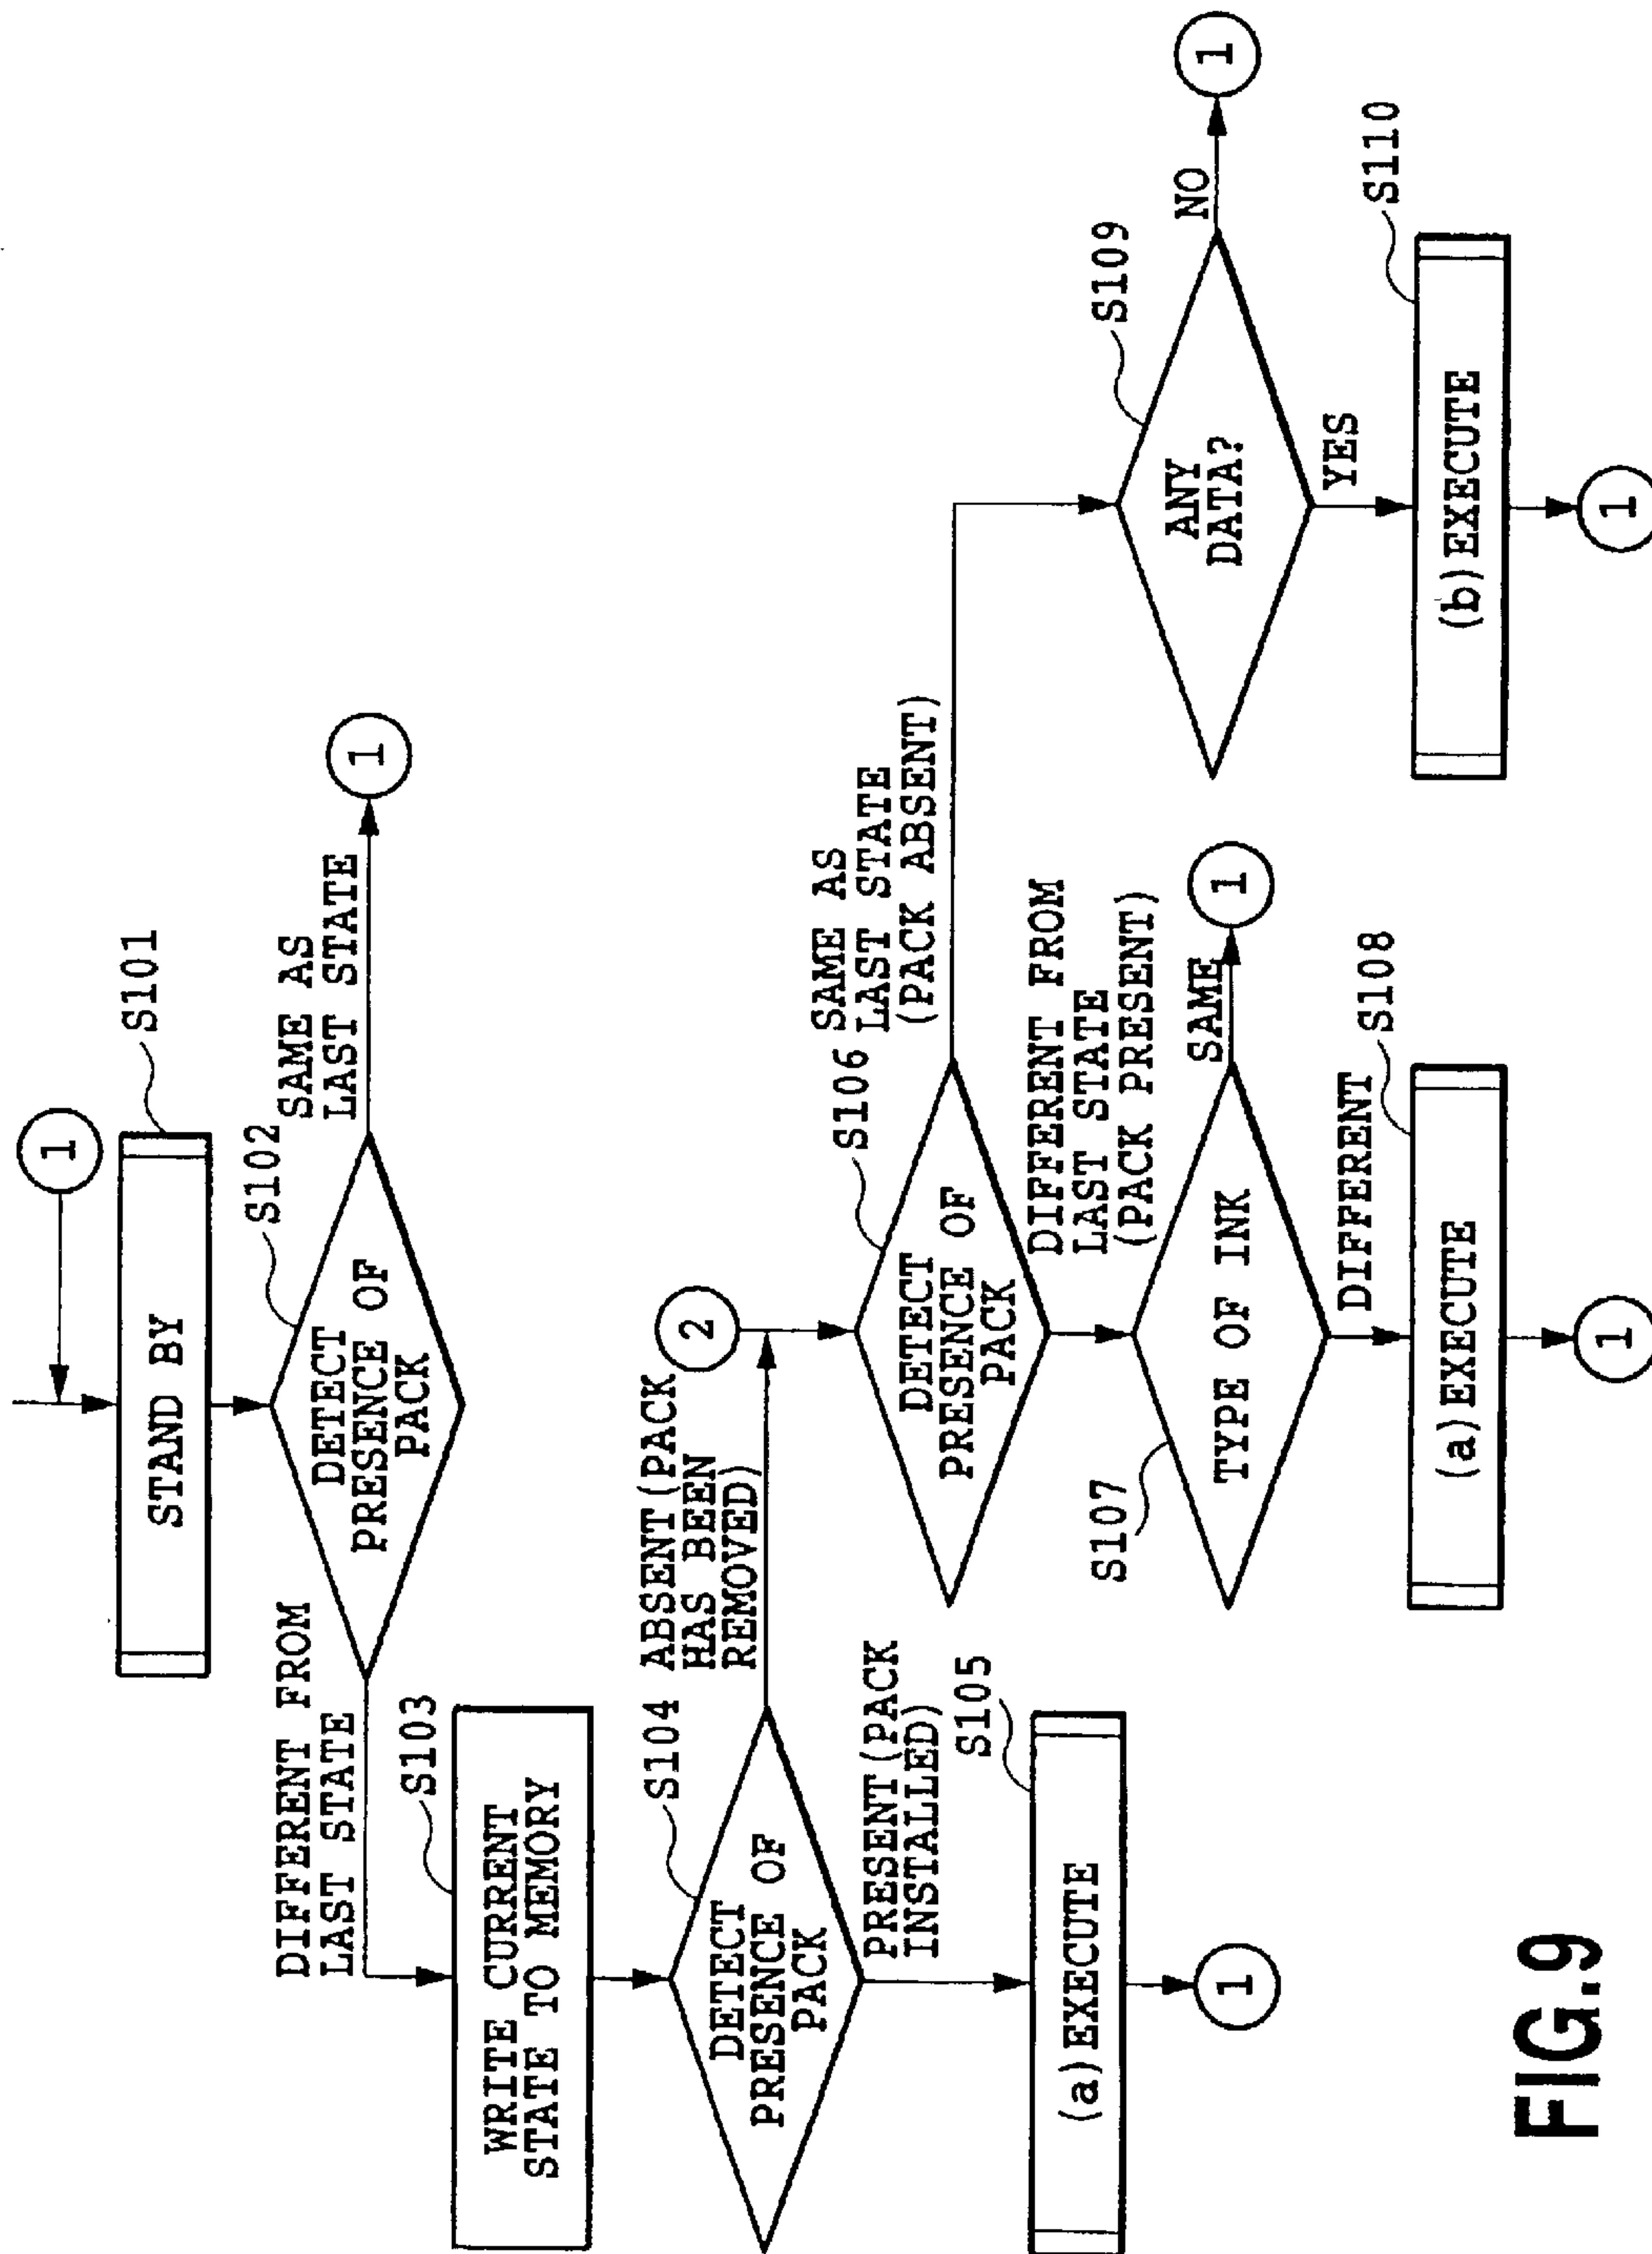 1
STAND BY
S101
DETECT
PRESENCE OF
PACK
S102
SAME AS
LAST STATE
1
DIFFERENT FROM
LAST STATE
WRITE CURRENT
STATE TO MEMORY
S103
DETECT
PRESENCE OF
PACK
S104
ABSENT(PACK
HAS BEEN
REMOVED)
PRESENT(PACK
INSTALLED)
(a)EXECUTE
S105
1
2
DETECT
PRESENCE OF
PACK
S106
SAME AS
LAST STATE
(PACK ABSENT)
DIFFERENT FROM
LAST STATE
(PACK PRESENT)
S107
TYPE OF INK
SAME
1
DIFFERENT
(a)EXECUTE
S108
1
ANY
DATA?
S109
NO
1
YES
(b)EXECUTE
S110
1
FIG.9